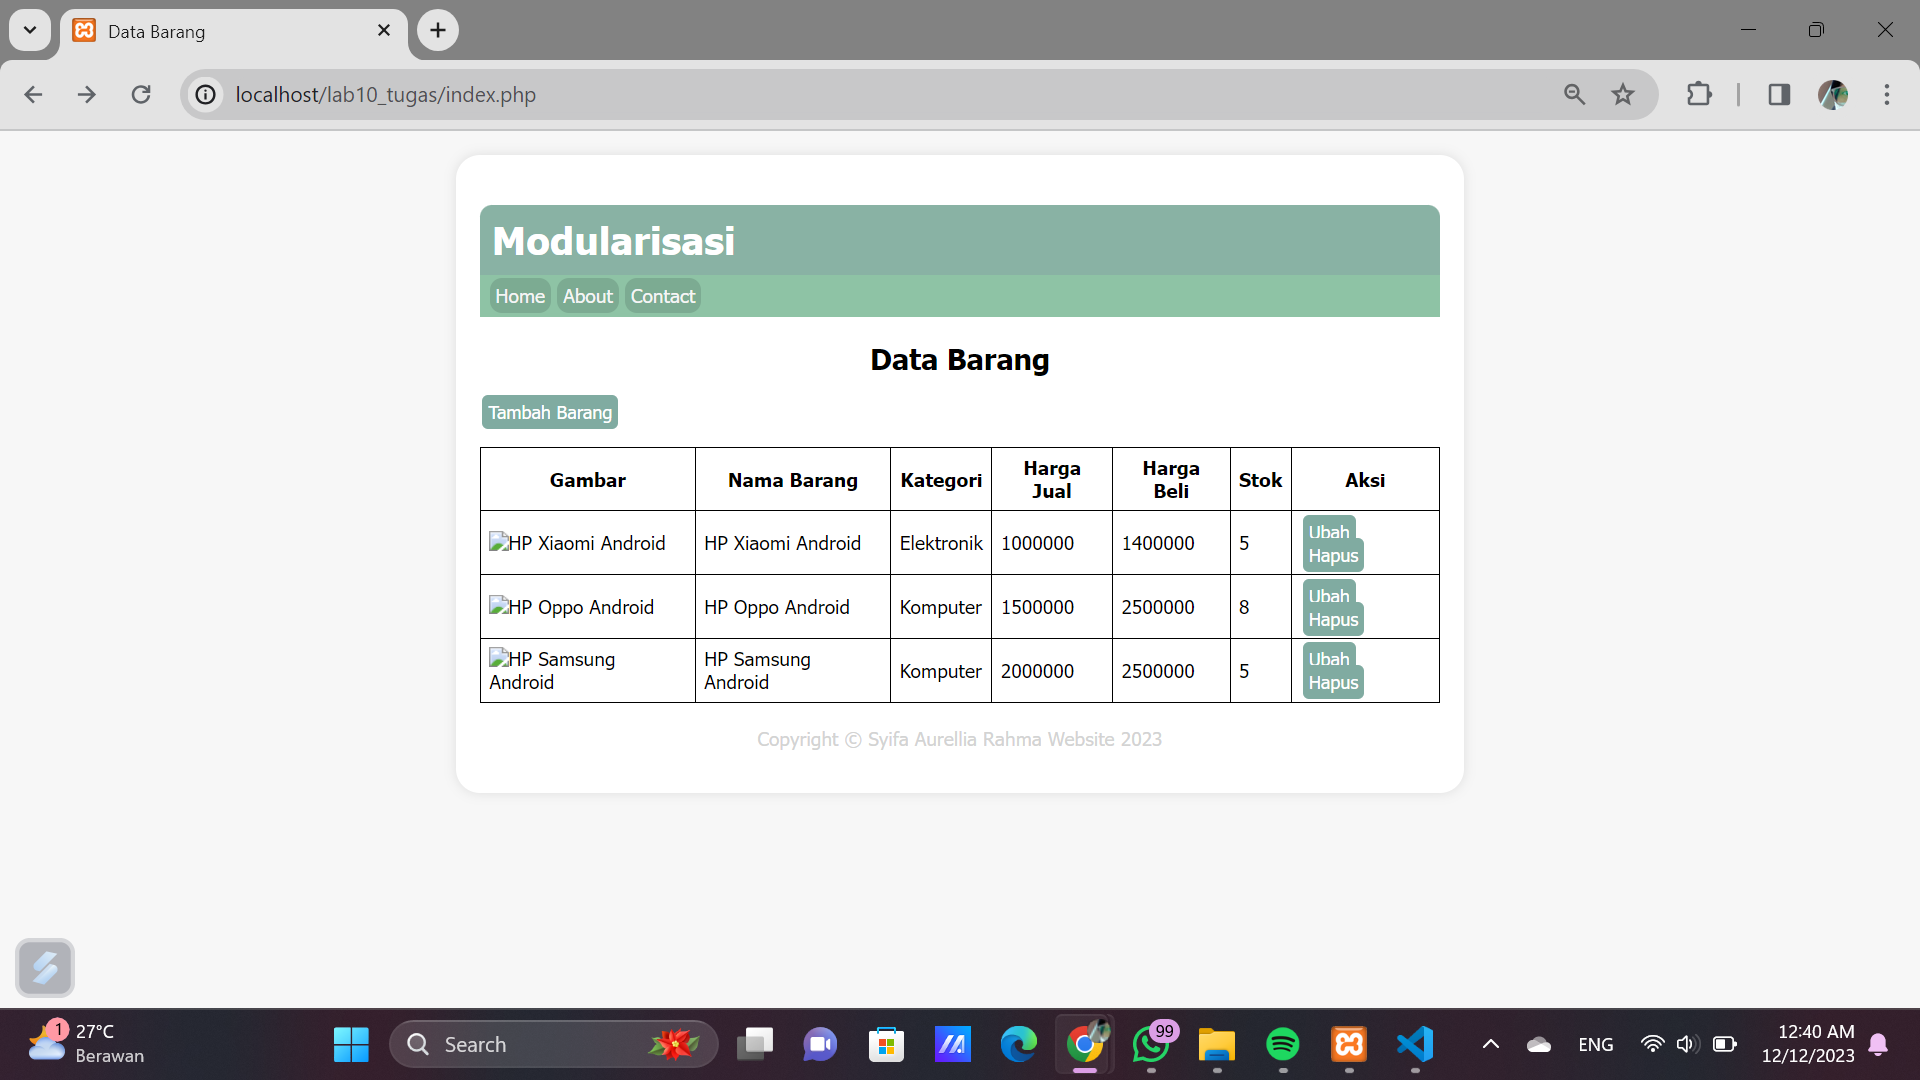 Data Barang
localhost/lab10_tugas/index.php
Modularisasi
Home About Contact
Data Barang
Tambah Barang
Gambar Nama Barang Kategori Harga Jual Harga Beli Stok Aksi
HP Xiaomi Android HP Xiaomi Android Elektronik 1000000 1400000 5 Ubah Hapus
HP Oppo Android HP Oppo Android Komputer 1500000 2500000 8 Ubah Hapus
HP Samsung Android HP Samsung Android Komputer 2000000 2500000 5 Ubah Hapus
Copyright © Syifa Aurellia Rahma Website 2023
1 27°C
Berawan
Search
99
ENG
12:40 AM
12/12/2023